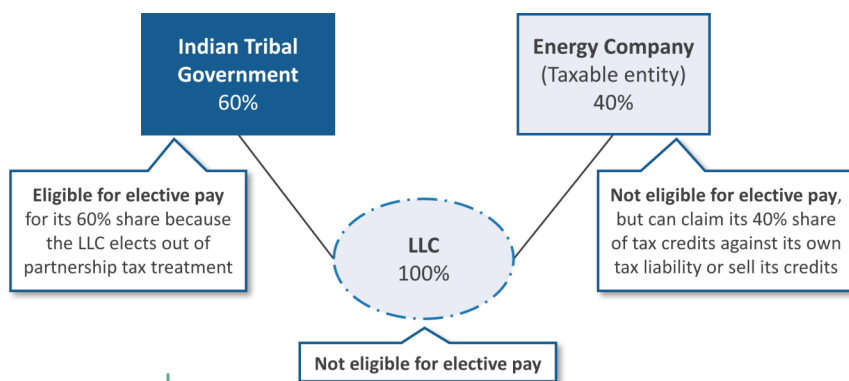 Indian Tribal
Government
60%
Energy Company
(Taxable entity)
40%
Eligible for elective pay
for its 60% share because
the LLC elects out of
partnership tax treatment
Not eligible for elective pay,
but can claim its 40% share
of tax credits against its own
tax liability or sell its credits
LLC
100%
Not eligible for elective pay